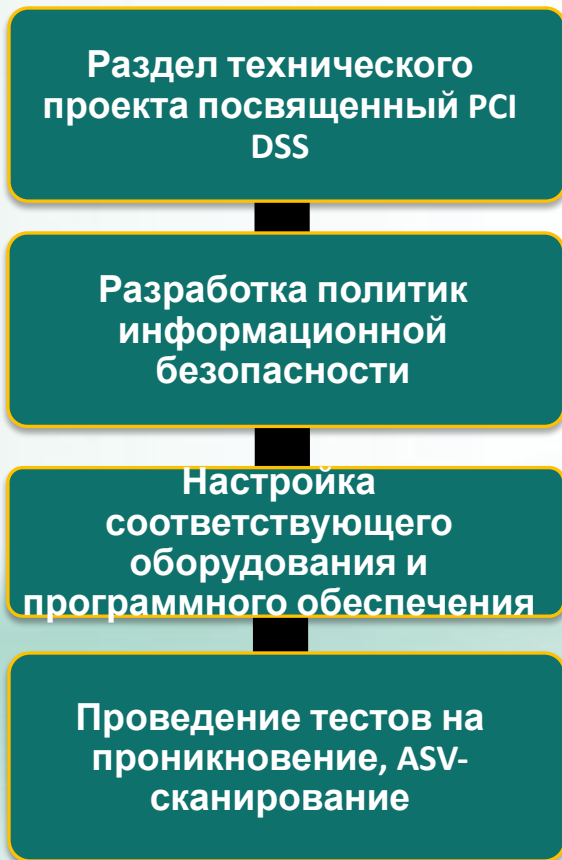 Раздел технического
проекта посвященный PCI
DSS
Разработка политик
информационной
безопасности
Настройка
соответствующего
оборудования и
программного обеспечения
Проведение тестов на
проникновение, ASV-
сканирование